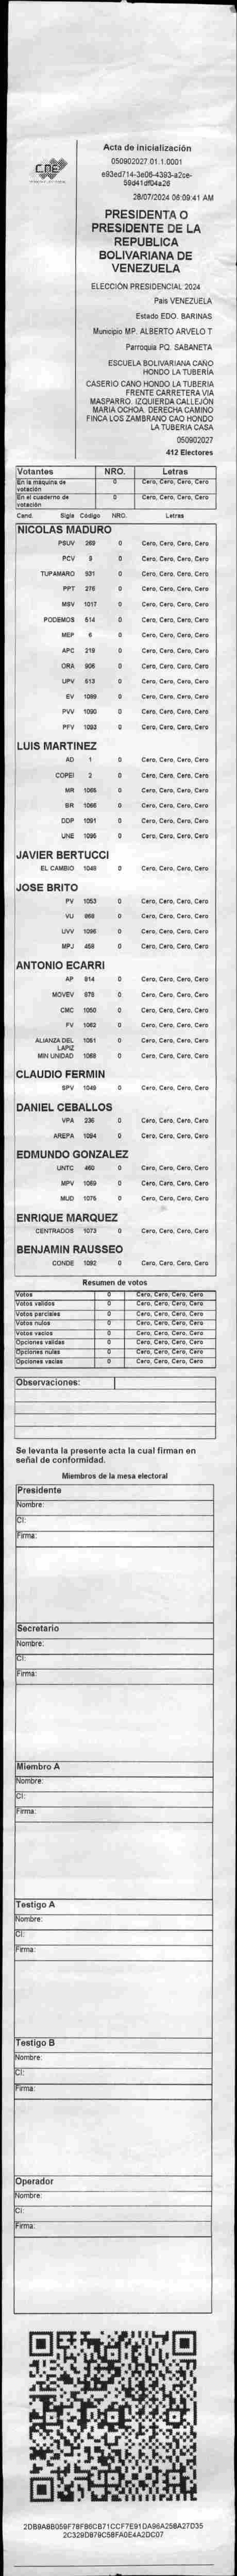 CNE
Acta de inicialización
050902027.01.1.0001
e93ed714-3e06-4393-a2ce-
59d41df04a26
28/07/2024 06:09:41 AM
PRESIDENTA O
PRESIDENTE DE LA
REPUBLICA
BOLIVARIANA DE
VENEZUELA
ELECCIÓN PRESIDENCIAL 2024
País VENEZUELA
Estado EDO. BARINAS
Municipio MP. ALBERTO ARVELO T
Parroquia PQ. SABANETA
ESCUELA BOLIVARIANA CAÑO
HONDO LA TUBERÍA
CASERIO CANO HONDO LA TUBERIA
FRENTE CARRETERA VIA
MASPARRO. IZQUIERDA CALLEJÓN
MARIA OCHOA. DERECHA CAMINO
FINCA LOS ZAMBRANO CAÑO HONDO
LA TUBERIA CASA
050902027
412 Electores
Votantes NRO. Letras
En la máquina de votación 0 Cero, Cero, Cero, Cero
En el cuaderno de votación 0 Cero, Cero, Cero, Cero
Cand. Sigla Código NRO. Letras
NICOLAS MADURO
PSUV 269 0 Cero, Cero, Cero, Cero
PCV 9 0 Cero, Cero, Cero, Cero
TUPAMARO 531 0 Cero, Cero, Cero, Cero
PPT 276 0 Cero, Cero, Cero, Cero
MSV 1017 0 Cero, Cero, Cero, Cero
PODEMOS 514 0 Cero, Cero, Cero, Cero
MEP 6 0 Cero, Cero, Cero, Cero
APC 219 0 Cero, Cero, Cero, Cero
ORA 906 0 Cero, Cero, Cero, Cero
UPV 613 0 Cero, Cero, Cero, Cero
EV 1089 0 Cero, Cero, Cero, Cero
PVV 1090 0 Cero, Cero, Cero, Cero
PFV 1093 0 Cero, Cero, Cero, Cero
LUIS MARTINEZ
AD 1 0 Cero, Cero, Cero, Cero
COPEI 2 0 Cero, Cero, Cero, Cero
MR 1065 0 Cero, Cero, Cero, Cero
BR 1066 0 Cero, Cero, Cero, Cero
DDP 1091 0 Cero, Cero, Cero, Cero
UNE 1095 0 Cero, Cero, Cero, Cero
JAVIER BERTUCCI
EL CAMBIO 1048 0 Cero, Cero, Cero, Cero
JOSE BRITO
PV 1053 0 Cero, Cero, Cero, Cero
VU 868 0 Cero, Cero, Cero, Cero
UVV 1096 0 Cero, Cero, Cero, Cero
MPJ 458 0 Cero, Cero, Cero, Cero
ANTONIO ECARRI
AP 914 0 Cero, Cero, Cero, Cero
MOVEV 978 0 Cero, Cero, Cero, Cero
CMC 1050 0 Cero, Cero, Cero, Cero
FV 1062 0 Cero, Cero, Cero, Cero
ALIANZA DEL LAPIZ 1051 0 Cero, Cero, Cero, Cero
MIN UNIDAD 1068 0 Cero, Cero, Cero, Cero
CLAUDIO FERMIN
SPV 1049 0 Cero, Cero, Cero, Cero
DANIEL CEBALLOS
VPA 236 0 Cero, Cero, Cero, Cero
AREPA 1094 0 Cero, Cero, Cero, Cero
EDMUNDO GONZALEZ
UNTC 460 0 Cero, Cero, Cero, Cero
MPV 1069 0 Cero, Cero, Cero, Cero
MUD 1075 0 Cero, Cero, Cero, Cero
ENRIQUE MARQUEZ
CENTRADOS 1073 0 Cero, Cero, Cero, Cero
BENJAMIN RAUSSEO
CONDE 1092 0 Cero, Cero, Cero, Cero
Resumen de votos
Votos 0 Cero, Cero, Cero, Cero
Votos validos 0 Cero, Cero, Cero, Cero
Votos parciales 0 Cero, Cero, Cero, Cero
Votos nulos 0 Cero, Cero, Cero, Cero
Votos vacíos 0 Cero, Cero, Cero, Cero
Opciones validas 0 Cero, Cero, Cero, Cero
Opciones nulas 0 Cero, Cero, Cero, Cero
Opciones vacias 0 Cero, Cero, Cero, Cero
Observaciones:
Se levanta la presente acta la cual firman en
señal de conformidad.
Miembros de la mesa electoral
Presidente
Nombre:
CI:
Firma:
Secretario
Nombre:
CI:
Firma:
Miembro A
Nombre:
CI:
Firma:
Testigo A
Nombre:
CI:
Firma:
Testigo B
Nombre:
CI:
Firma:
Operador
Nombre:
CI:
Firma:
2DB9A8B059F78FB6CB71CCF7E91DA96A25BA27D35
2C329D879C58FA0E4A2DC07